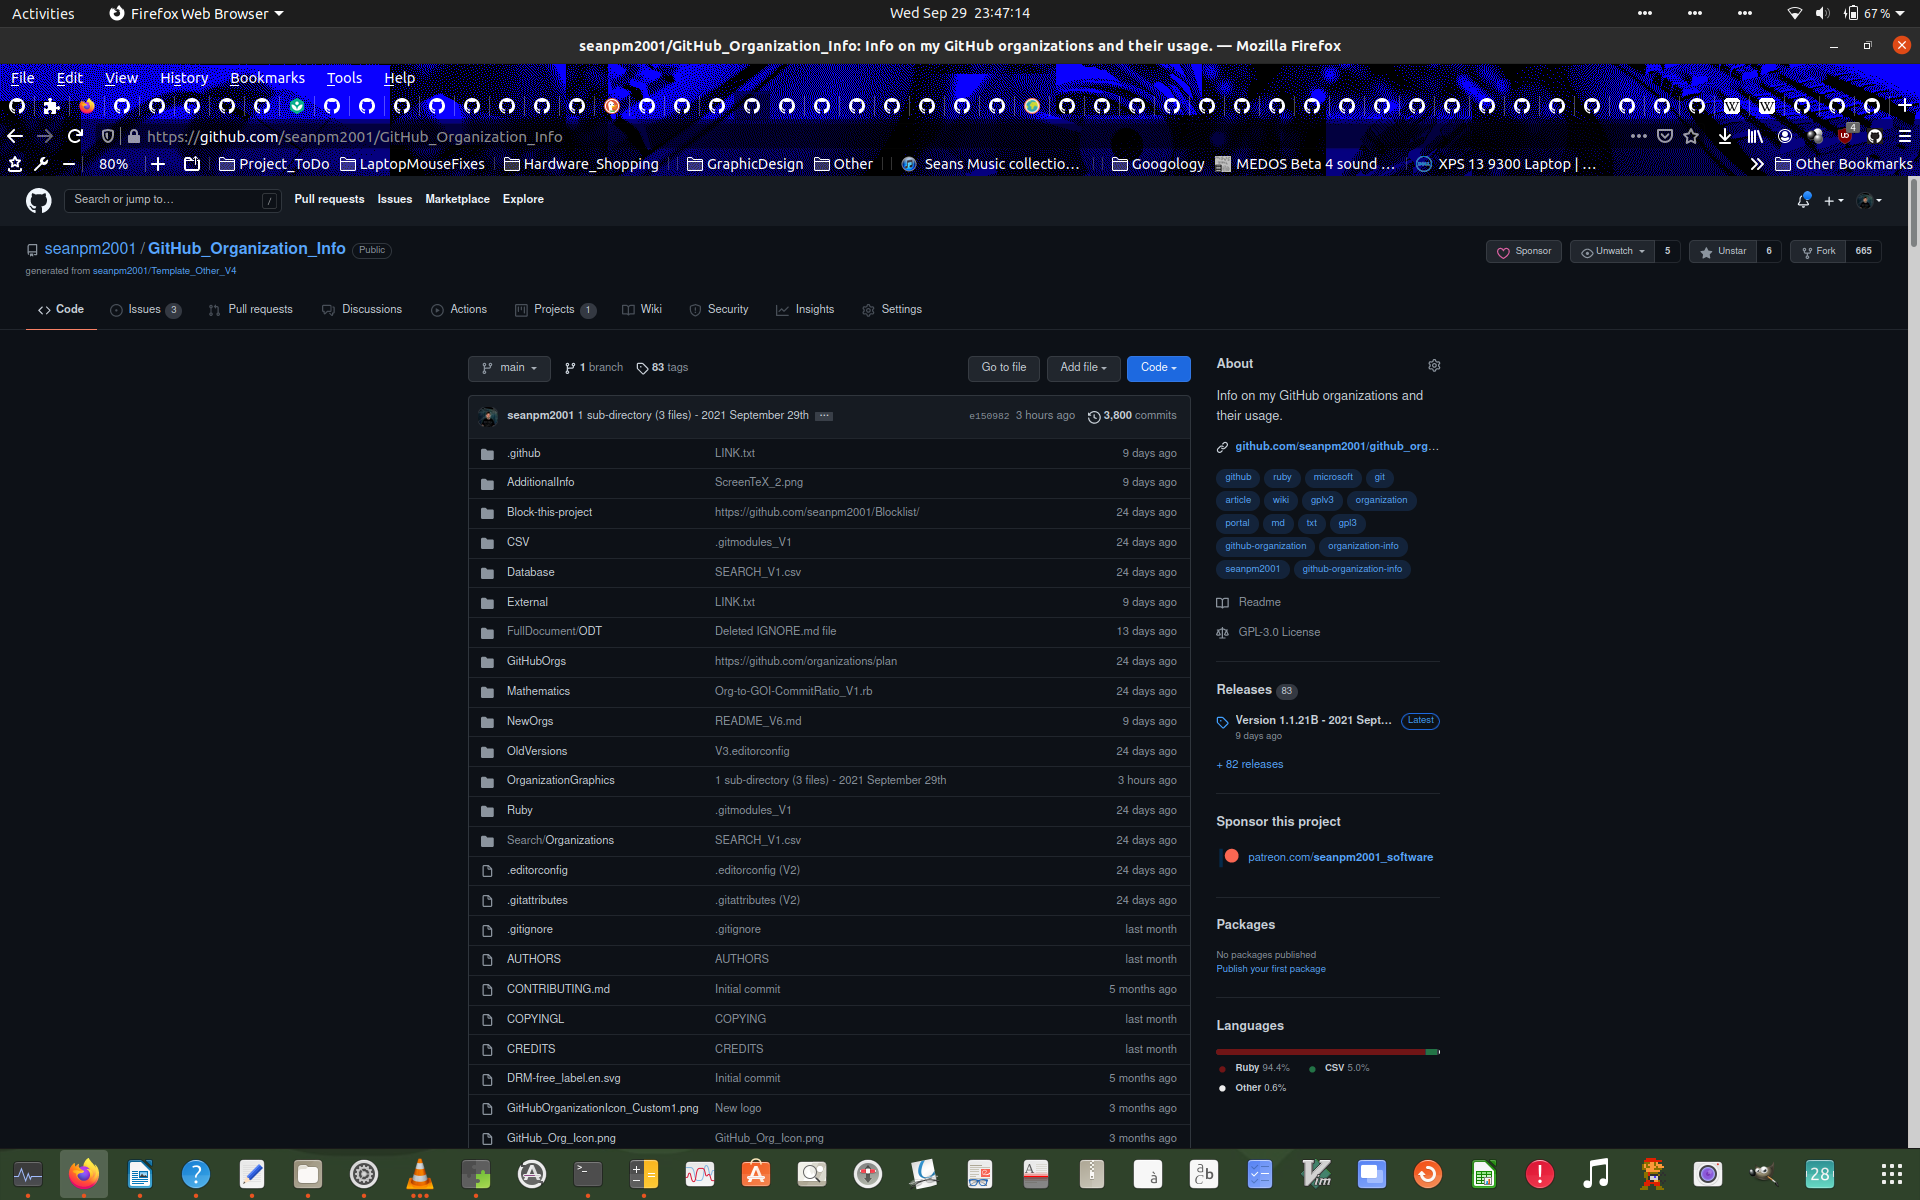 Activities Firefox Web Browser Wed Sep 29 23:47:14 67 %
seanpm2001/GitHub_Organization_Info: Info on my GitHub organizations and their usage. — Mozilla Firefox
File Edit View History Bookmarks Tools Help
https://github.com/seanpm2001/GitHub_Organization_Info 4
80% Project_ToDo LaptopMouseFixes Hardware_Shopping GraphicDesign Other Seans Music collectio… Googology MEDOS Beta 4 sound … XPS 13 9300 Laptop | … Other Bookmarks
Search or jump to… / Pull requests Issues Marketplace Explore
seanpm2001 / GitHub_Organization_Info Public Sponsor Unwatch 5 Unstar 6 Fork 665
generated from seanpm2001/Template_Other_V4
Code Issues 3 Pull requests Discussions Actions Projects 1 Wiki Security Insights Settings
main 1 branch 83 tags Go to file Add file Code
seanpm2001 1 sub-directory (3 files) - 2021 September 29th ... e150982 3 hours ago 3,800 commits
.github LINK.txt 9 days ago
AdditionalInfo ScreenTeX_2.png 9 days ago
Block-this-project https://github.com/seanpm2001/Blocklist/ 24 days ago
CSV .gitmodules_V1 24 days ago
Database SEARCH_V1.csv 24 days ago
External LINK.txt 9 days ago
FullDocument/ODT Deleted IGNORE.md file 13 days ago
GitHubOrgs https://github.com/organizations/plan 24 days ago
Mathematics Org-to-GOI-CommitRatio_V1.rb 24 days ago
NewOrgs README_V6.md 9 days ago
OldVersions V3.editorconfig 24 days ago
OrganizationGraphics 1 sub-directory (3 files) - 2021 September 29th 3 hours ago
Ruby .gitmodules_V1 24 days ago
Search/Organizations SEARCH_V1.csv 24 days ago
.editorconfig .editorconfig (V2) 24 days ago
.gitattributes .gitattributes (V2) 24 days ago
.gitignore .gitignore last month
AUTHORS AUTHORS last month
CONTRIBUTING.md Initial commit 5 months ago
COPYINGL COPYING last month
CREDITS CREDITS last month
DRM-free_label.en.svg Initial commit 5 months ago
GitHubOrganizationIcon_Custom1.png New logo 3 months ago
GitHub_Org_Icon.png GitHub_Org_Icon.png 3 months ago
About
Info on my GitHub organizations and
their usage.
github.com/seanpm2001/github_org…
github ruby microsoft git
article wiki gplv3 organization
portal md txt gpl3
github-organization organization-info
seanpm2001 github-organization-info
Readme
GPL-3.0 License
Releases 83
Version 1.1.21B - 2021 Sept… Latest
9 days ago
+ 82 releases
Sponsor this project
patreon.com/seanpm2001_software
Packages
No packages published
Publish your first package
Languages
Ruby 94.4% CSV 5.0%
Other 0.6%
28